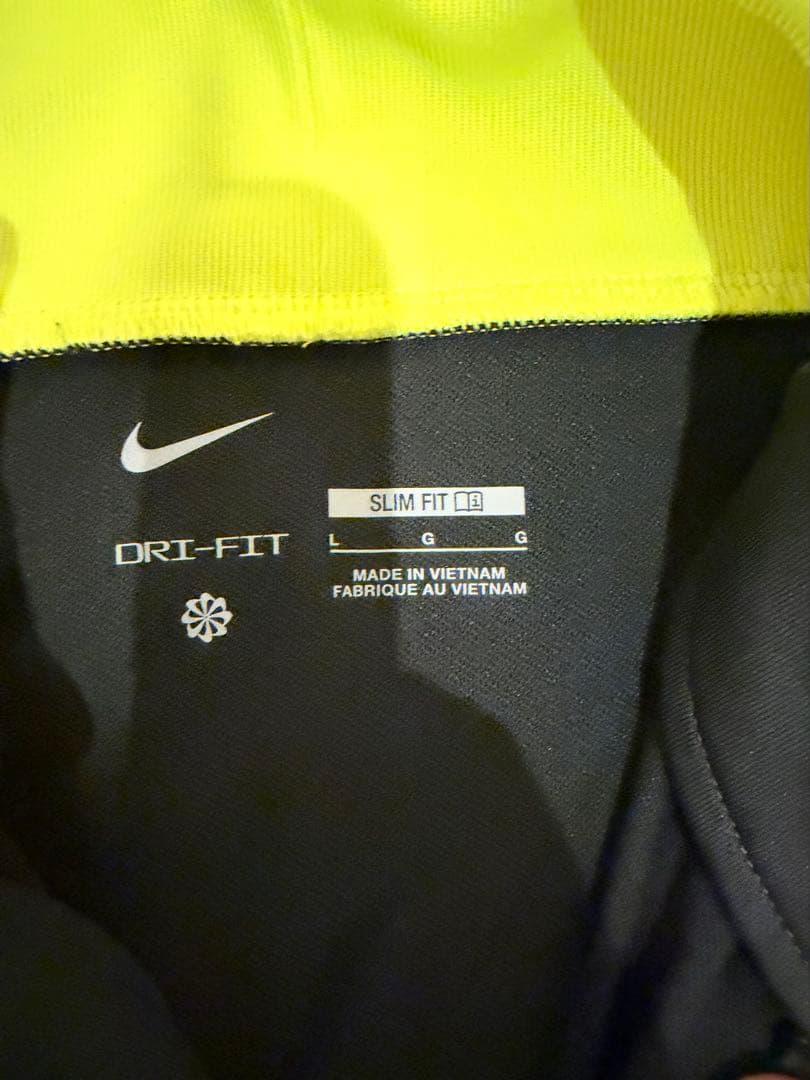 DRI-FIT
SLIM FIT
L G G
MADE IN VIETNAM
FABRIQUE AU VIETNAM